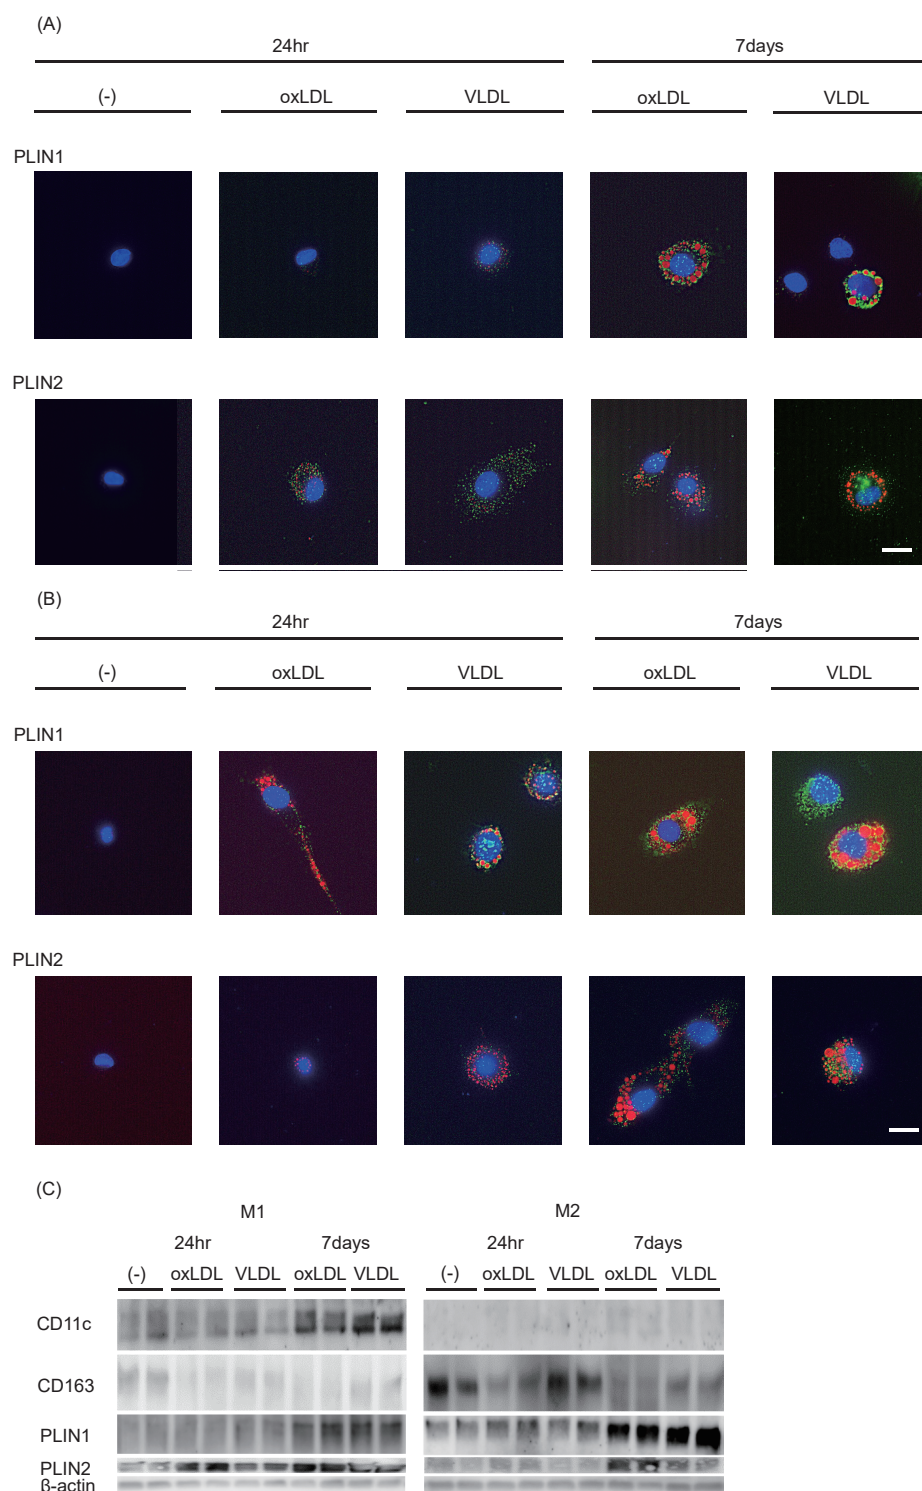 (A)
24hr 7days
(-) oxLDL VLDL oxLDL VLDL
PLIN1
PLIN2
(B)
24hr 7days
(-) oxLDL VLDL oxLDL VLDL
PLIN1
PLIN2
(C)
M1 M2
24hr 7days 24hr 7days
(-) oxLDL VLDL oxLDL VLDL (-) oxLDL VLDL oxLDL VLDL
CD11c
CD163
PLIN1
PLIN2
β-actin